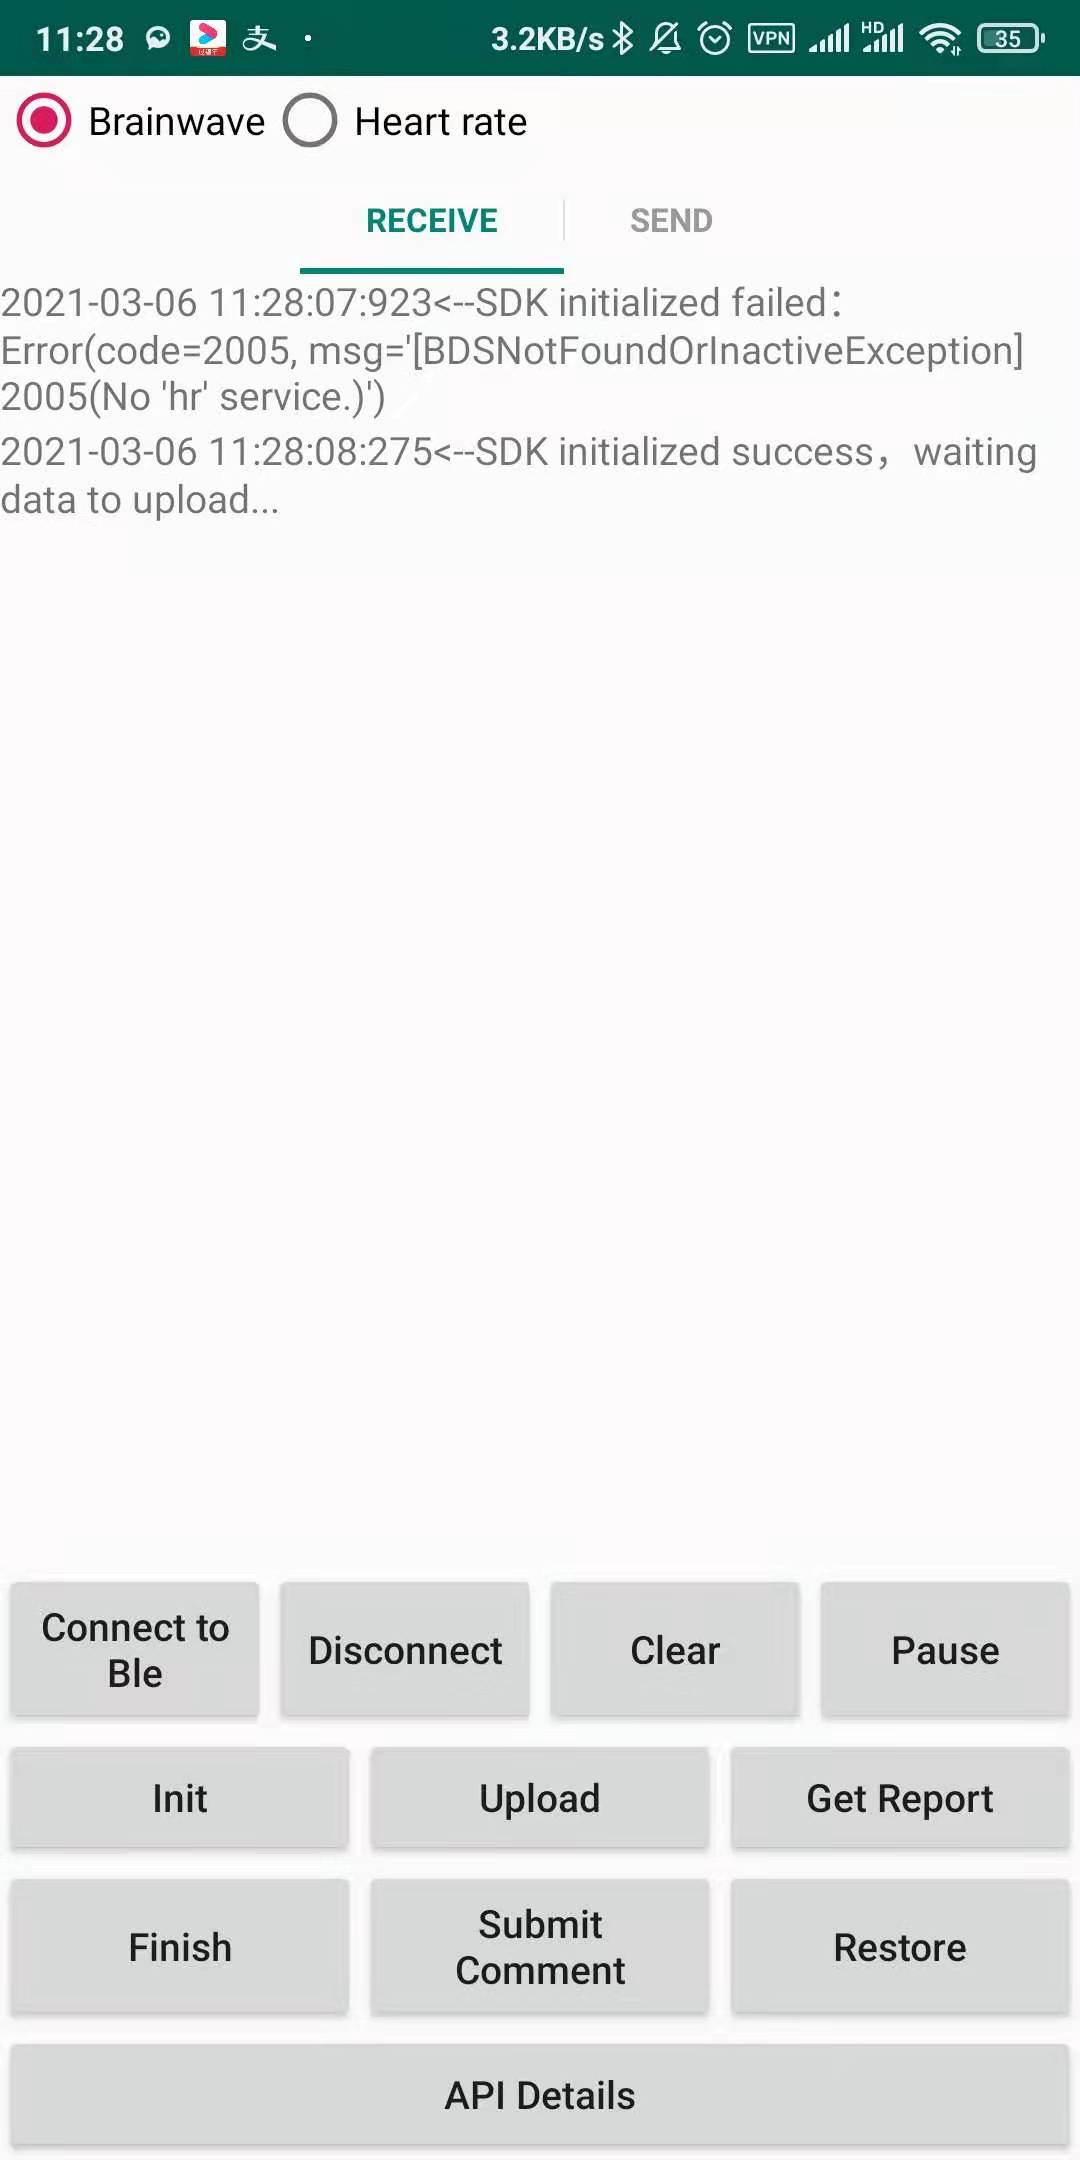 11:28 支 3.2KB/s VPN HD 35
Brainwave Heart rate
RECEIVE SEND
2021-03-06 11:28:07:923<--SDK initialized failed：
Error(code=2005, msg='[BDSNotFoundOrInactiveException]
2005(No 'hr' service.)')
2021-03-06 11:28:08:275<--SDK initialized success，waiting
data to upload...
Connect to
Ble
Disconnect
Clear
Pause
Init
Upload
Get Report
Finish
Submit
Comment
Restore
API Details